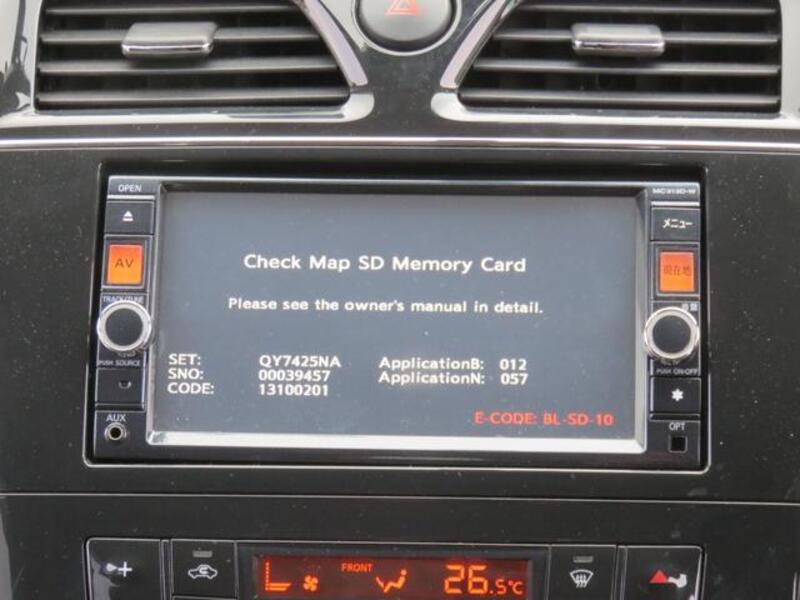 OPEN
MC313D-W
メニュー
AV
現在地
Check Map SD Memory Card
Please see the owner's manual in detail.
TRACK/TUNE
PUSH SOURCE
PUSH ON-OFF
SET: QY7425NA ApplicationB: 012
SNO: 00039457 ApplicationN: 057
CODE: 13100201
E-CODE: BL-SD-10
AUX
OPT
FRONT
26.5℃